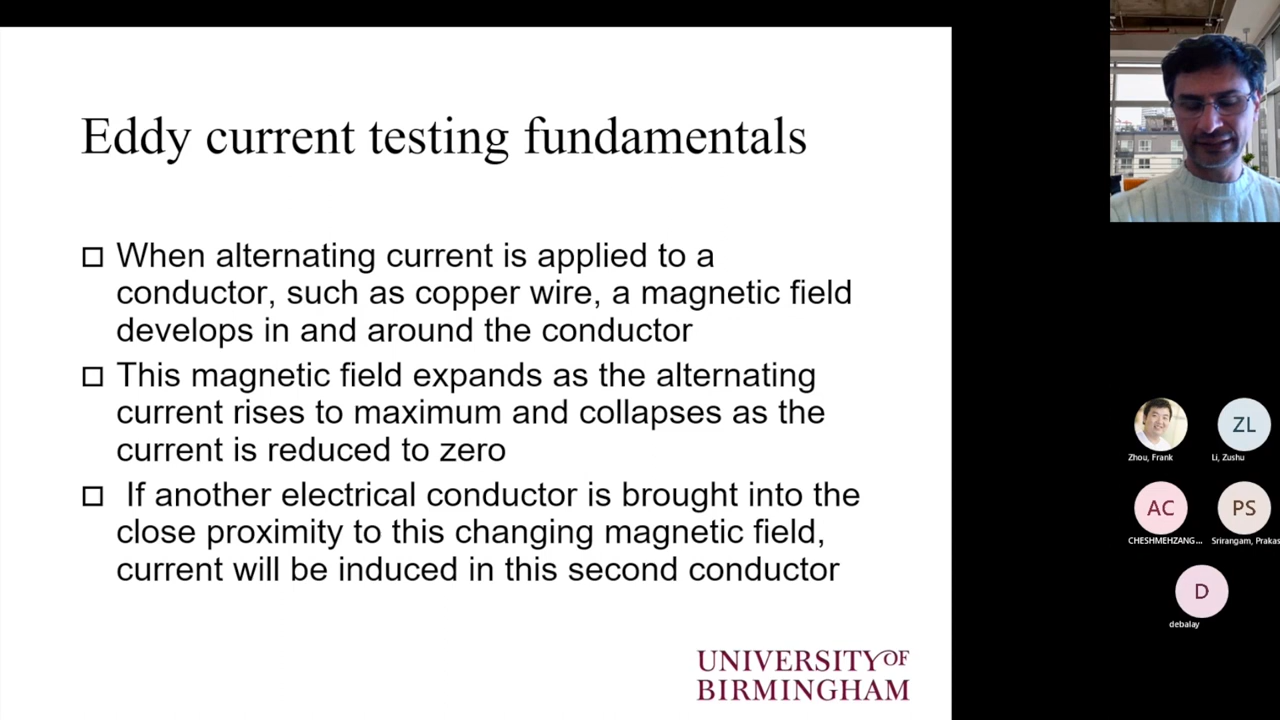 Eddy current testing fundamentals
When alternating current is applied to a
conductor, such as copper wire, a magnetic field
develops in and around the conductor
This magnetic field expands as the alternating
current rises to maximum and collapses as the
current is reduced to zero
If another electrical conductor is brought into the
close proximity to this changing magnetic field,
current will be induced in this second conductor
UNIVERSITY OF
BIRMINGHAM
Zhou, Frank
ZL
Li, Zushu
AC
CHESHMEHZANG...
PS
Srirangam, Prakas
D
debalay